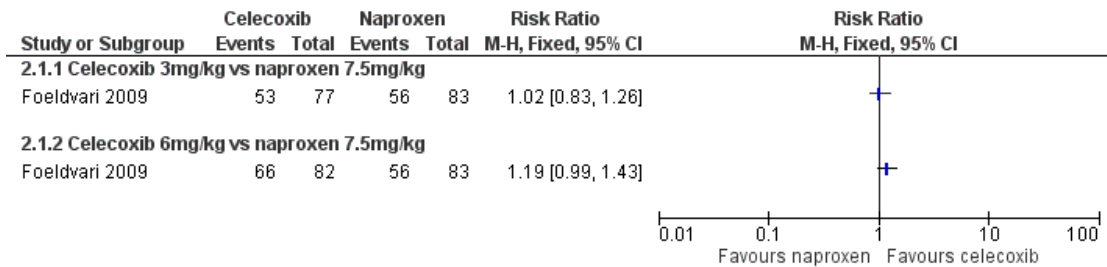 Celecoxib Naproxen Risk Ratio Risk Ratio
Study or Subgroup Events Total Events Total M-H, Fixed, 95% CI M-H, Fixed, 95% CI
2.1.1 Celecoxib 3mg/kg vs naproxen 7.5mg/kg
Foeldvari 2009 53 77 56 83 1.02 [0.83, 1.26]
2.1.2 Celecoxib 6mg/kg vs naproxen 7.5mg/kg
Foeldvari 2009 66 82 56 83 1.19 [0.99, 1.43]
0.01 0.1 1 10 100
Favours naproxen Favours celecoxib